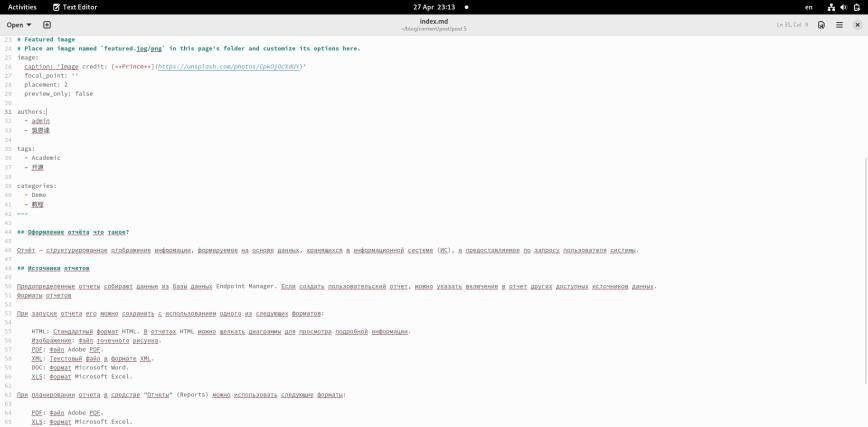 Activities Text Editor 27 Apr 23:13 en
Open index.md Ln 31, Col 9
~/blog/content/post/post 5
23 # Featured image
24 # Place an image named `featured.jpg/png` in this page's folder and customize its options here.
25 image:
26 caption: 'Image credit: [**Prince**](https://unsplash.com/photos/CpkOjOcXdUY)'
27 focal_point: ''
28 placement: 2
29 preview_only: false
30
31 authors:
32 - admin
33 - 吳恩達
34
35 tags:
36 - Academic
37 - 开源
38
39 categories:
40 - Demo
41 - 教程
42 ---
43
44 ## Оформление отчёта что такое?
45
46 Отчёт — структурированное отображение информации, формируемое на основе данных, хранящихся в информационной системе (ИС), и предоставляемое по запросу пользователя системы.
47
48 ## Источники отчетов
49
50 Предопределенные отчеты собирают данные из базы данных Endpoint Manager. Если создать пользовательский отчет, можно указать включение в отчет других доступных источников данных.
51 Форматы отчетов
52
53 При запуске отчета его можно сохранить с использованием одного из следующих форматов:
54
55 HTML: Стандартный формат HTML. В отчетах HTML можно щелкать диаграммы для просмотра подробной информации.
56 Изображение: Файл точечного рисунка.
57 PDF: Файл Adobe PDF.
58 XML: Текстовый файл в формате XML.
59 DOC: Формат Microsoft Word.
60 XLS: Формат Microsoft Excel.
61
62 При планировании отчета в средстве "Отчеты" (Reports) можно использовать следующие форматы:
63
64 PDF: Файл Adobe PDF.
65 XLS: Формат Microsoft Excel.